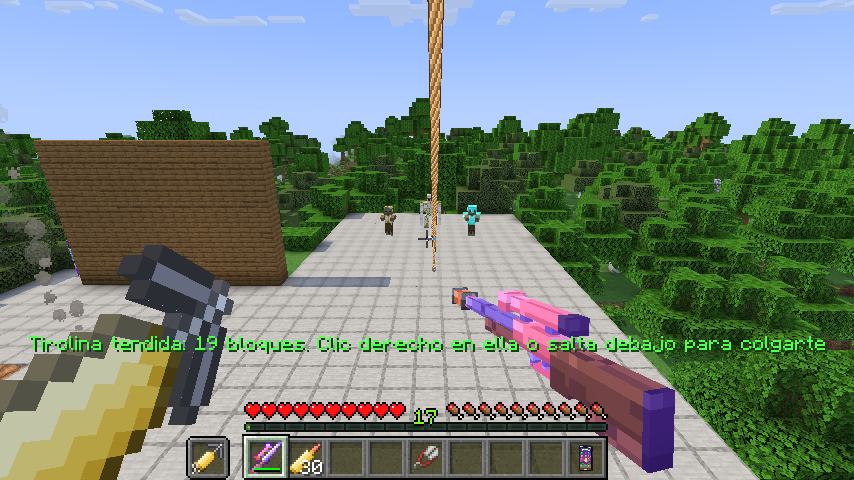 Tirolina tendida: 19 bloques. Clic derecho en ella o salta debajo para colgarte
17
30